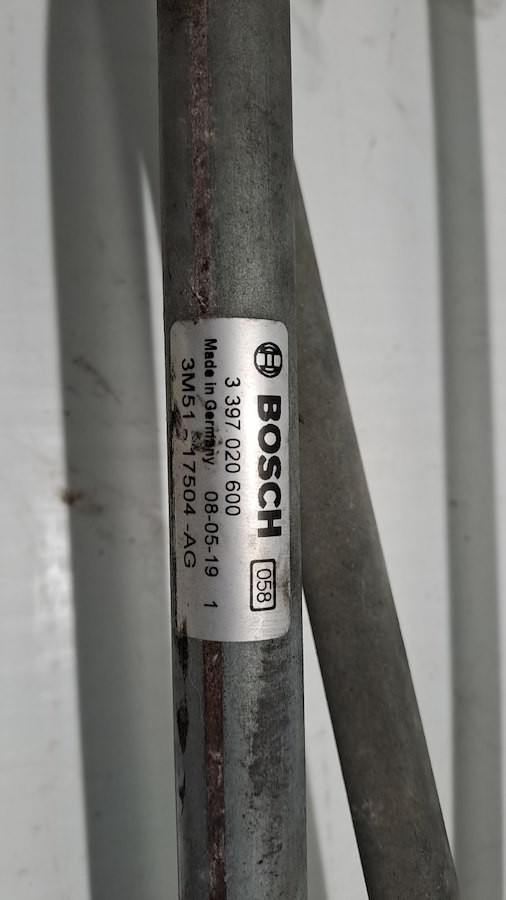 BOSCH 058
3 397 020 600
Made in Germany 08-05-19 1
3M51 17504-AG